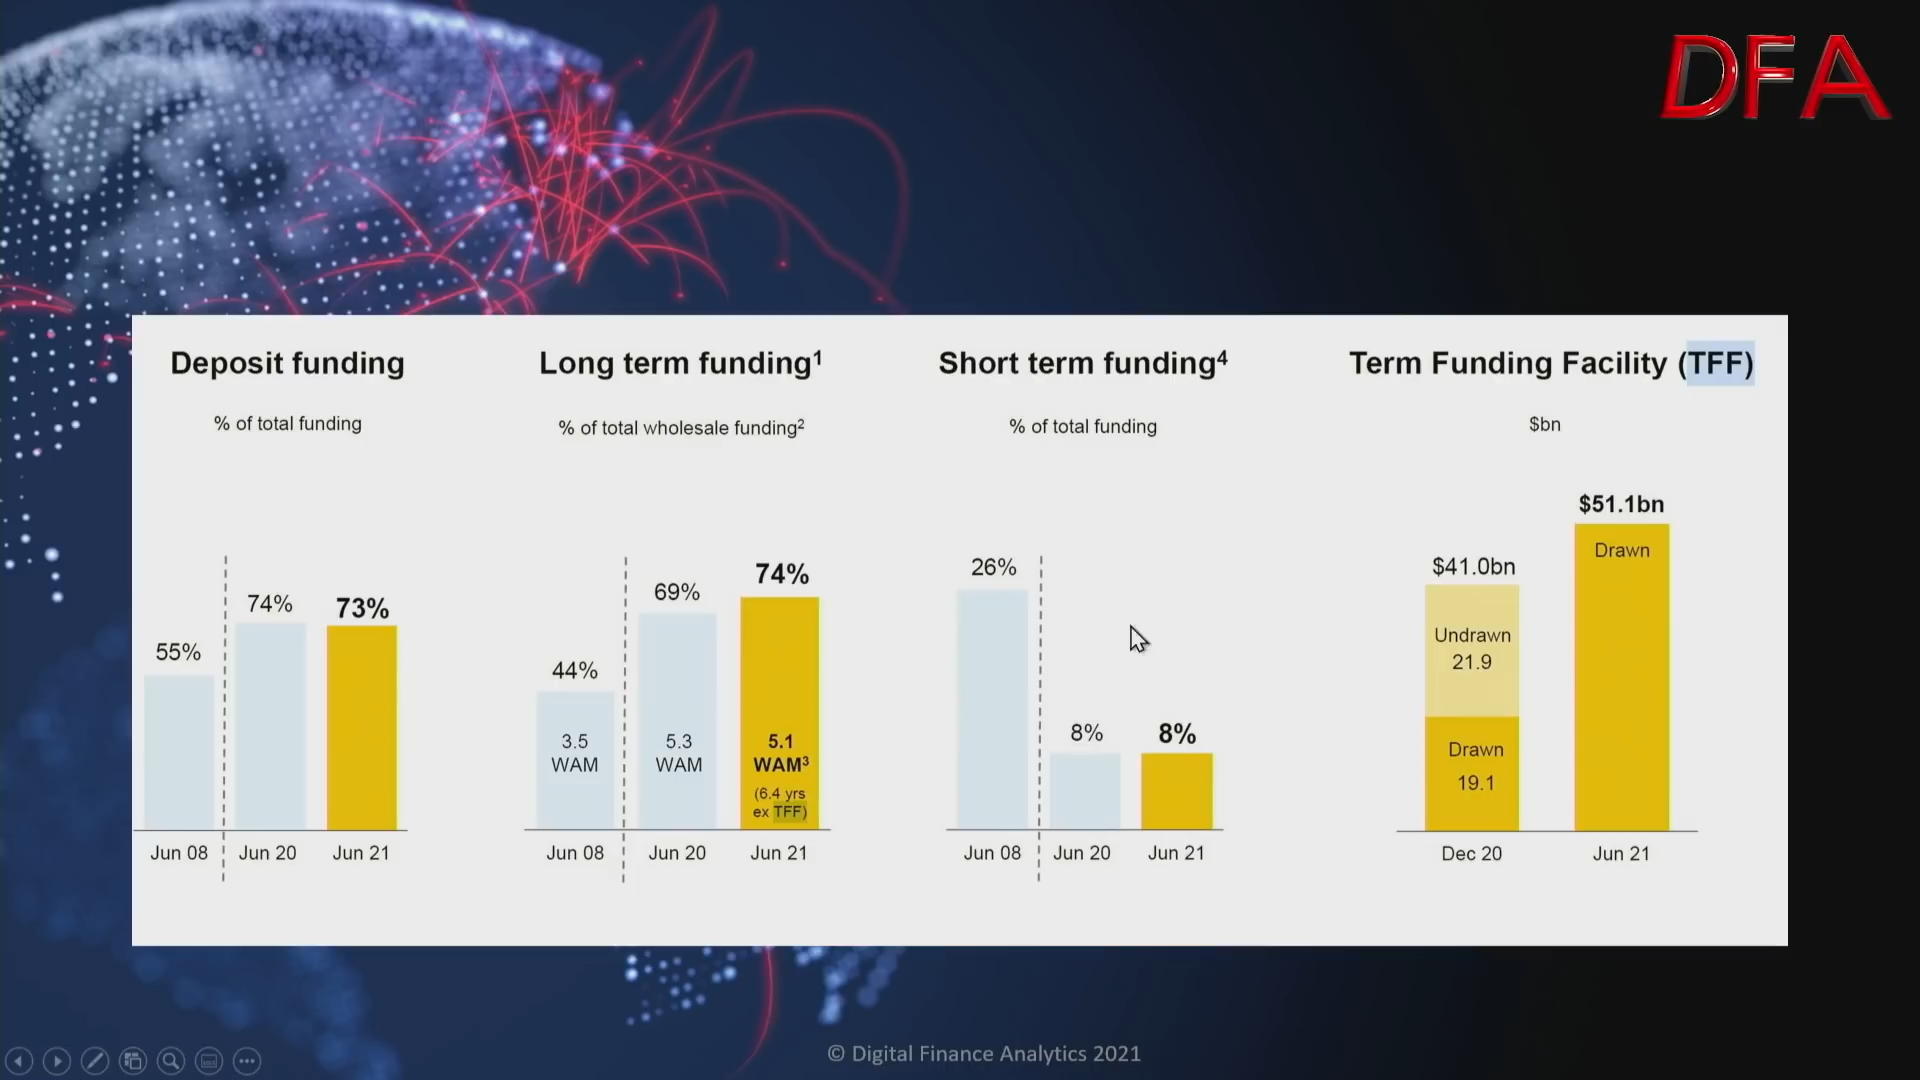 DFA
Deposit funding
% of total funding
55%
74%
73%
Jun 08
Jun 20
Jun 21
Long term funding¹
% of total wholesale funding²
44%
69%
74%
3.5
WAM
5.3
WAM
5.1
WAM³
(6.4 yrs
ex TFF)
Jun 08
Jun 20
Jun 21
Short term funding⁴
% of total funding
26%
8%
8%
Jun 08
Jun 20
Jun 21
Term Funding Facility (TFF)
$bn
$41.0bn
Undrawn
21.9
Drawn
19.1
$51.1bn
Drawn
Dec 20
Jun 21
© Digital Finance Analytics 2021